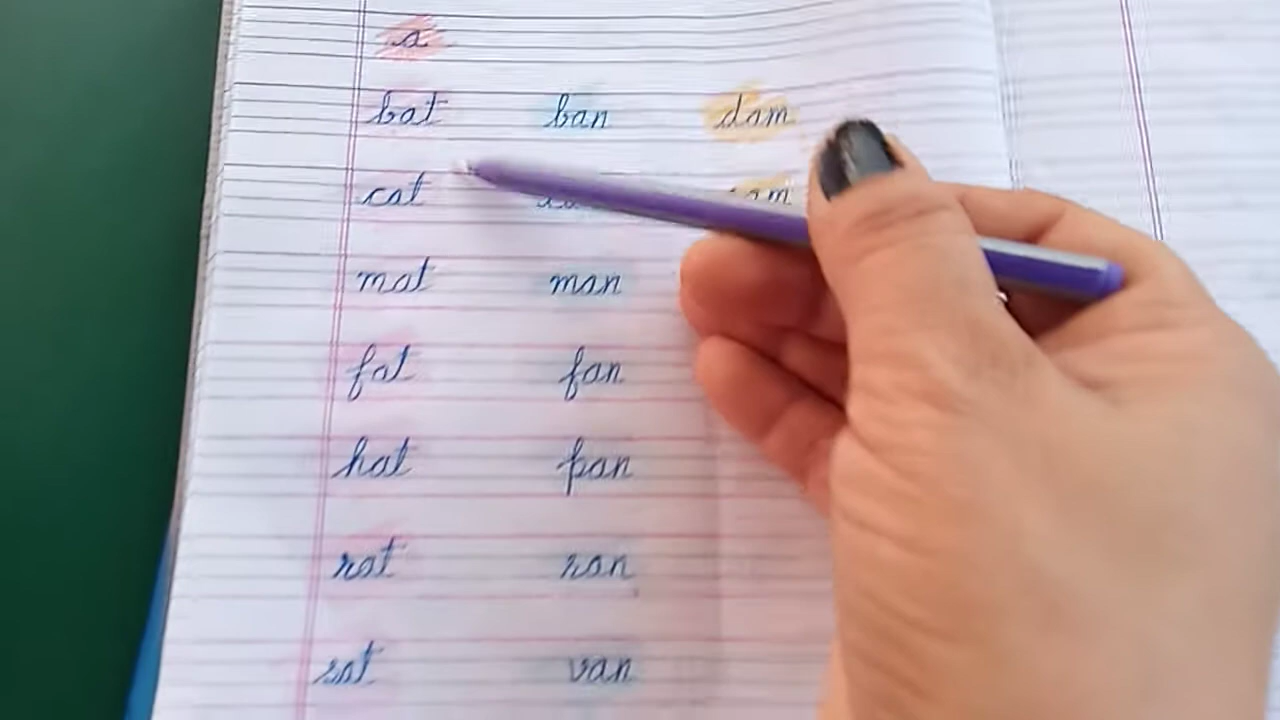 a
bat ban dam
cat
mat man
fat fan
hat pan
rat ran
sat van